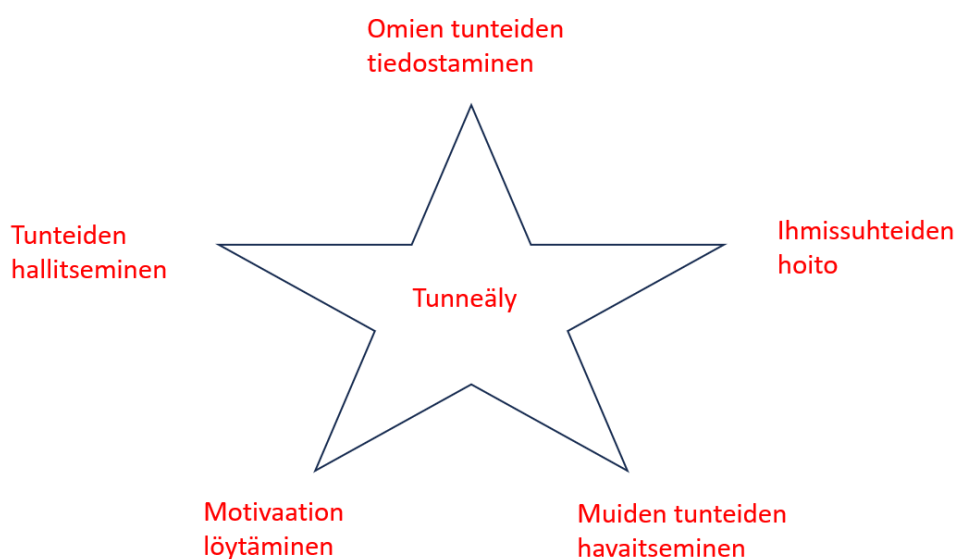 Omien tunteiden
tiedostaminen
Tunteiden
hallitseminen
Ihmissuhteiden
hoito
Tunneäly
Motivaation
löytäminen
Muiden tunteiden
havaitseminen